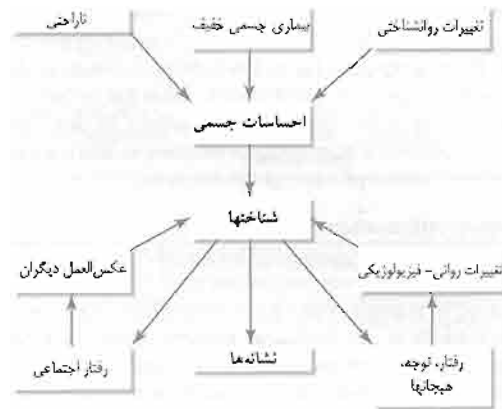 تغییرات روانشناختی
بیماری جسمی خفیف
ناراحتی
احساسات جسمی
شناختها
تغییرات روانی- فیزیولوژیکی
عکس‌العمل دیگران
رفتار، توجه،
هیجانها
نشانه‌ها
رفتار اجتماعی